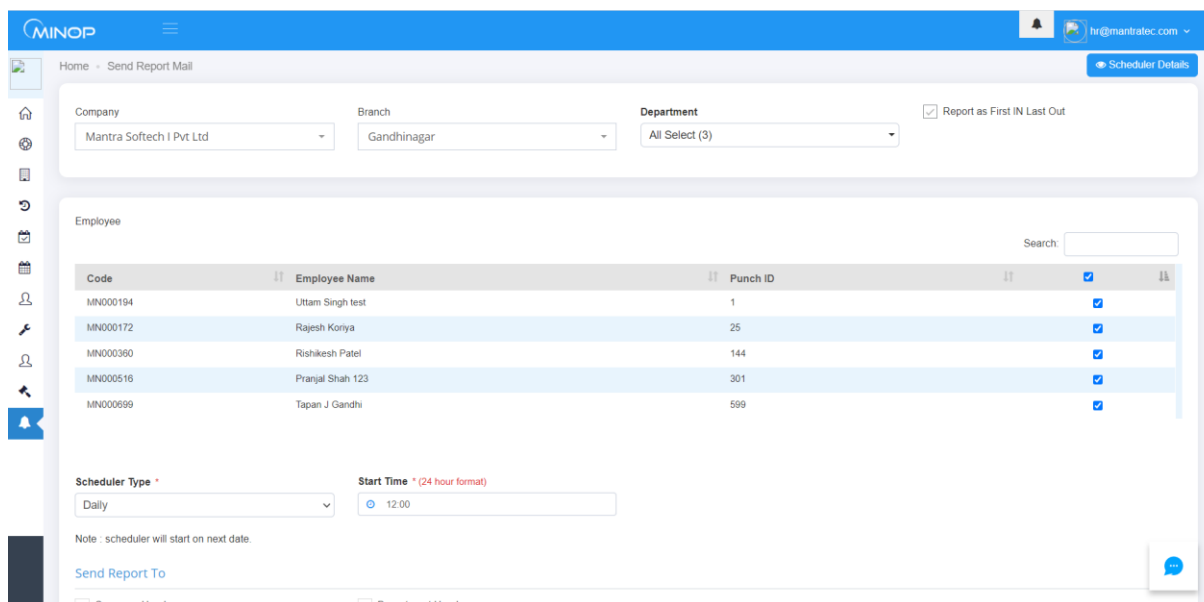 MINOP
hr@mantratec.com
Home - Send Report Mail
Scheduler Details
Company Branch Department Report as First IN Last Out
Mantra Softech I Pvt Ltd Gandhinagar All Select (3)
Employee
Search:
Code Employee Name Punch ID
MN000194 Uttam Singh test 1
MN000172 Rajesh Koriya 25
MN000360 Rishikesh Patel 144
MN000516 Pranjal Shah 123 301
MN000699 Tapan J Gandhi 599
Scheduler Type * Start Time * (24 hour format)
Daily 12:00
Note : scheduler will start on next date.
Send Report To